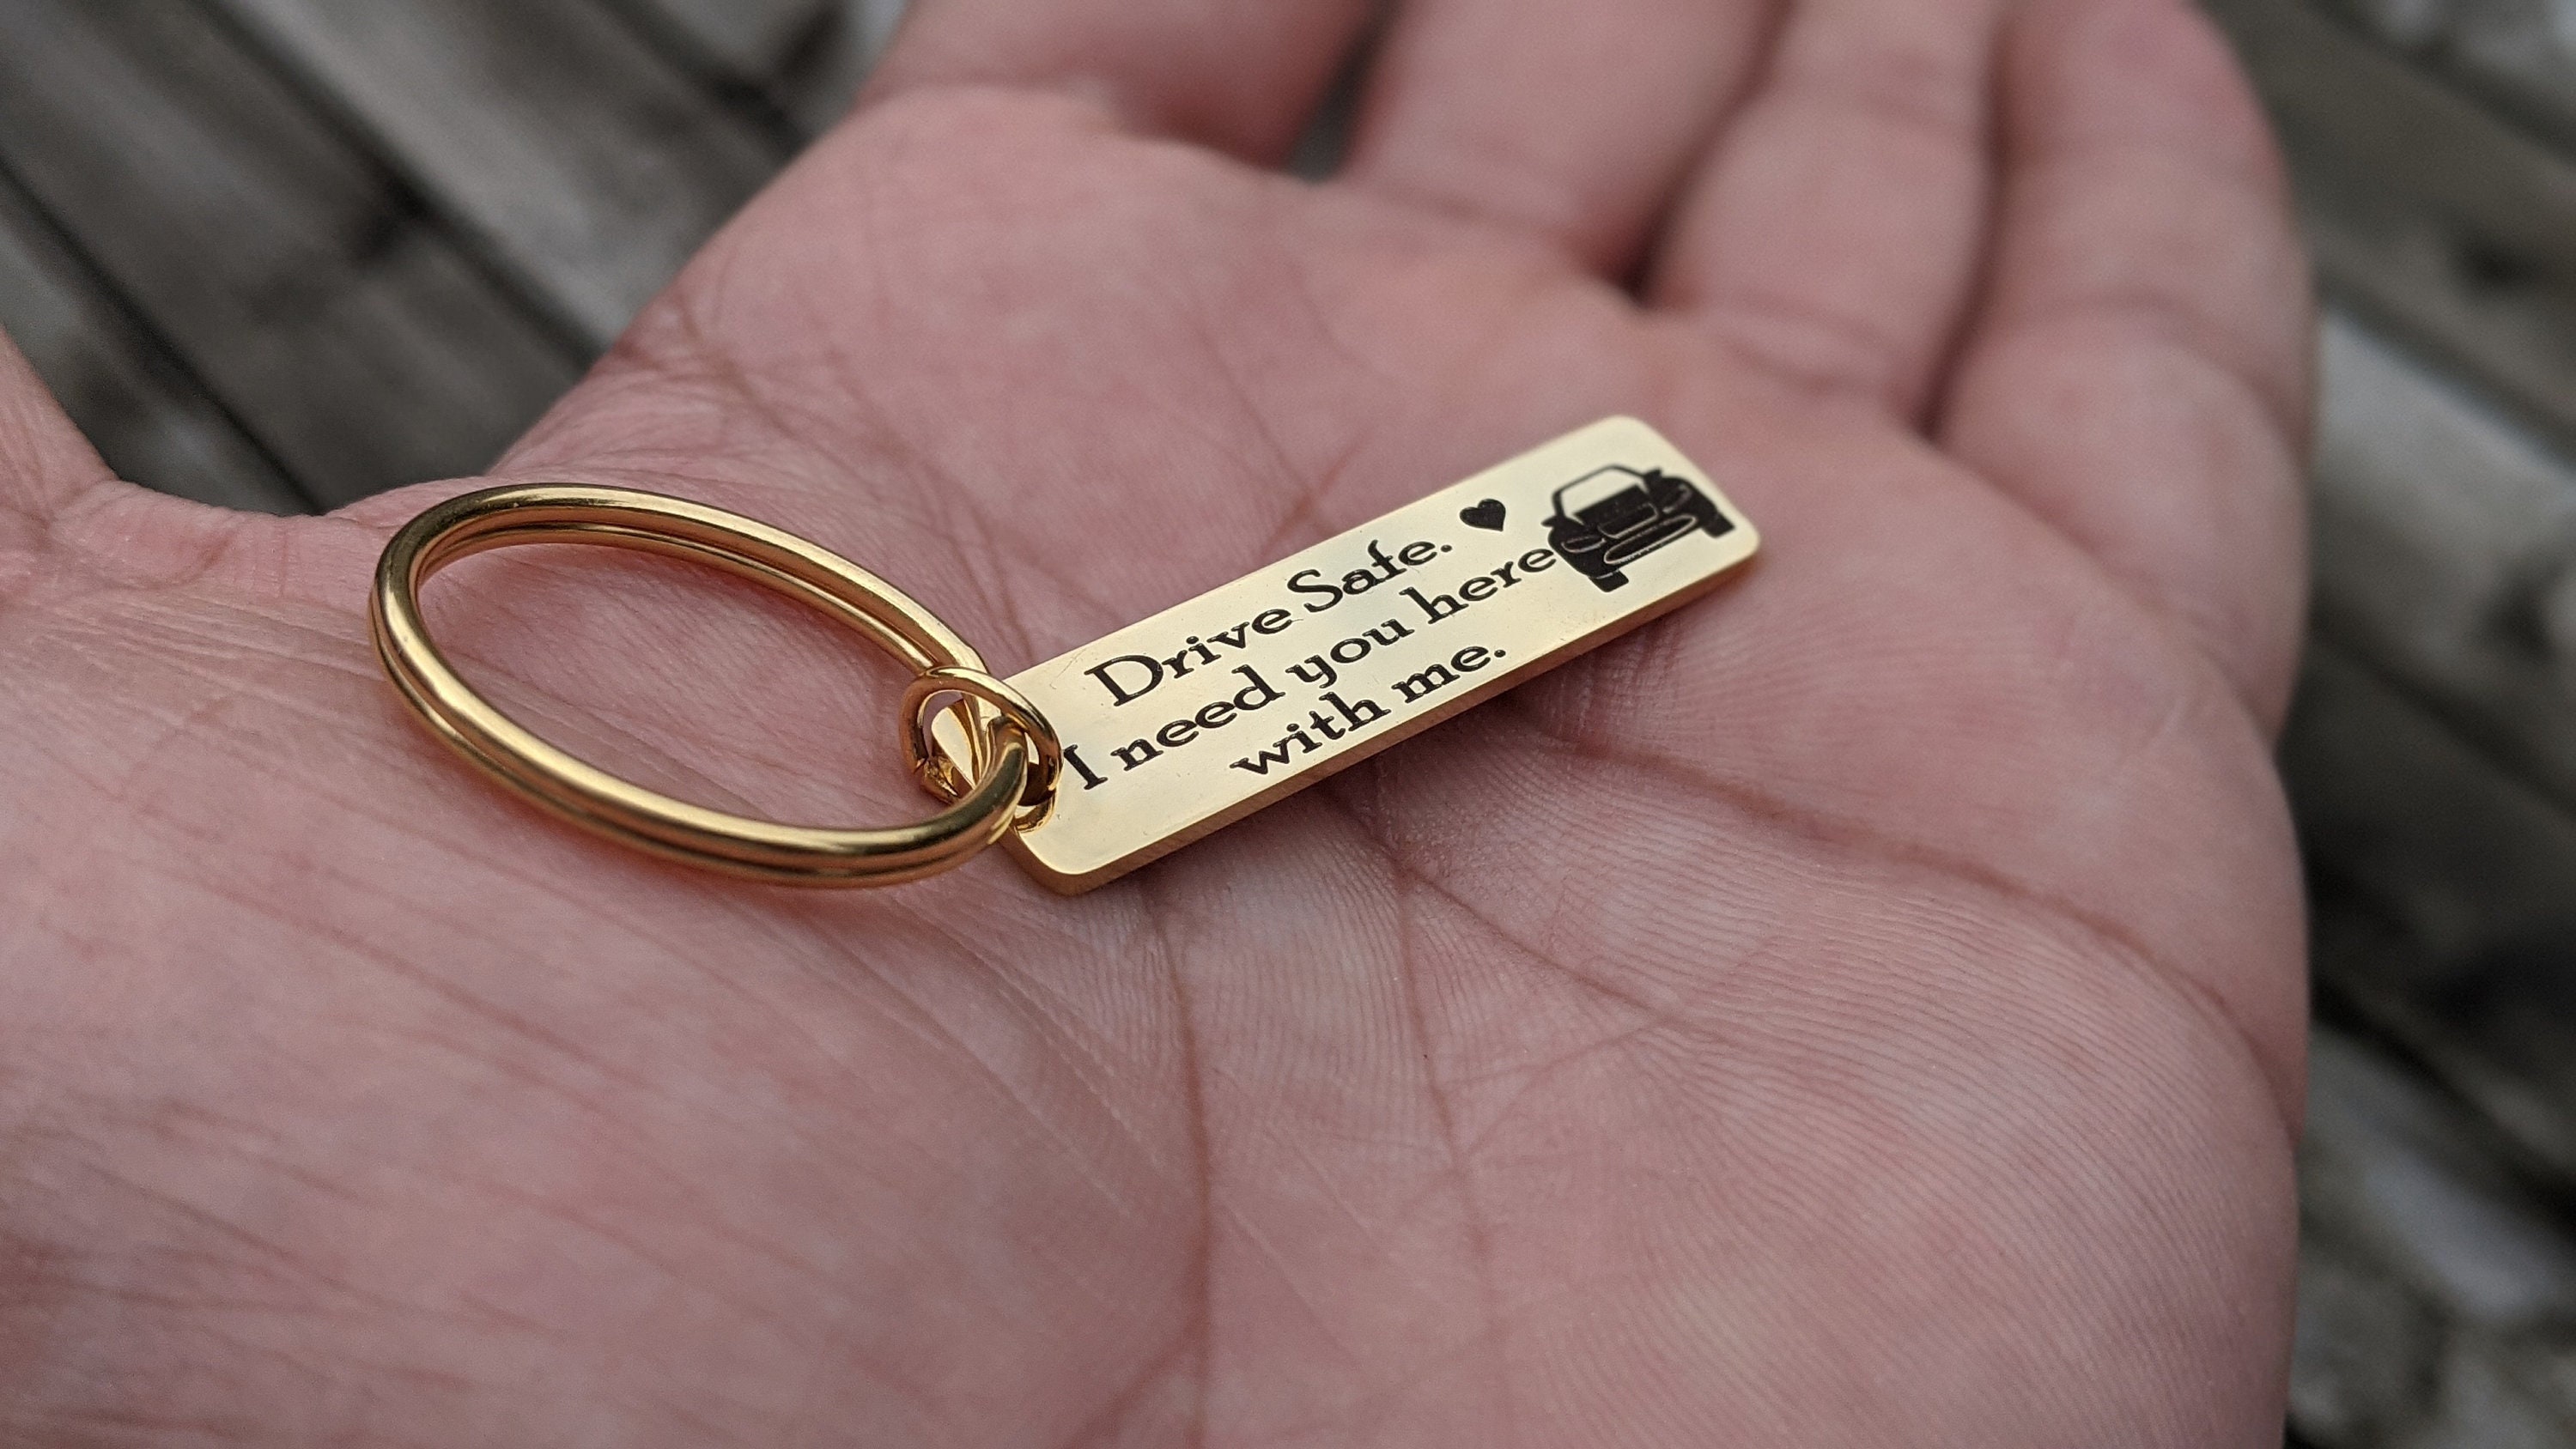 Drive Safe.
I need you here
with me.